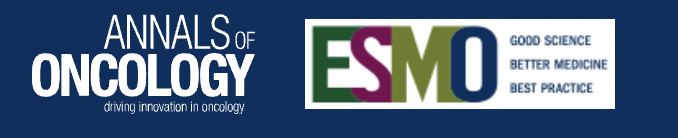 ANNALS OF
ONCOLOGY
driving innovation in oncology
ESMO
GOOD SCIENCE
BETTER MEDICINE
BEST PRACTICE